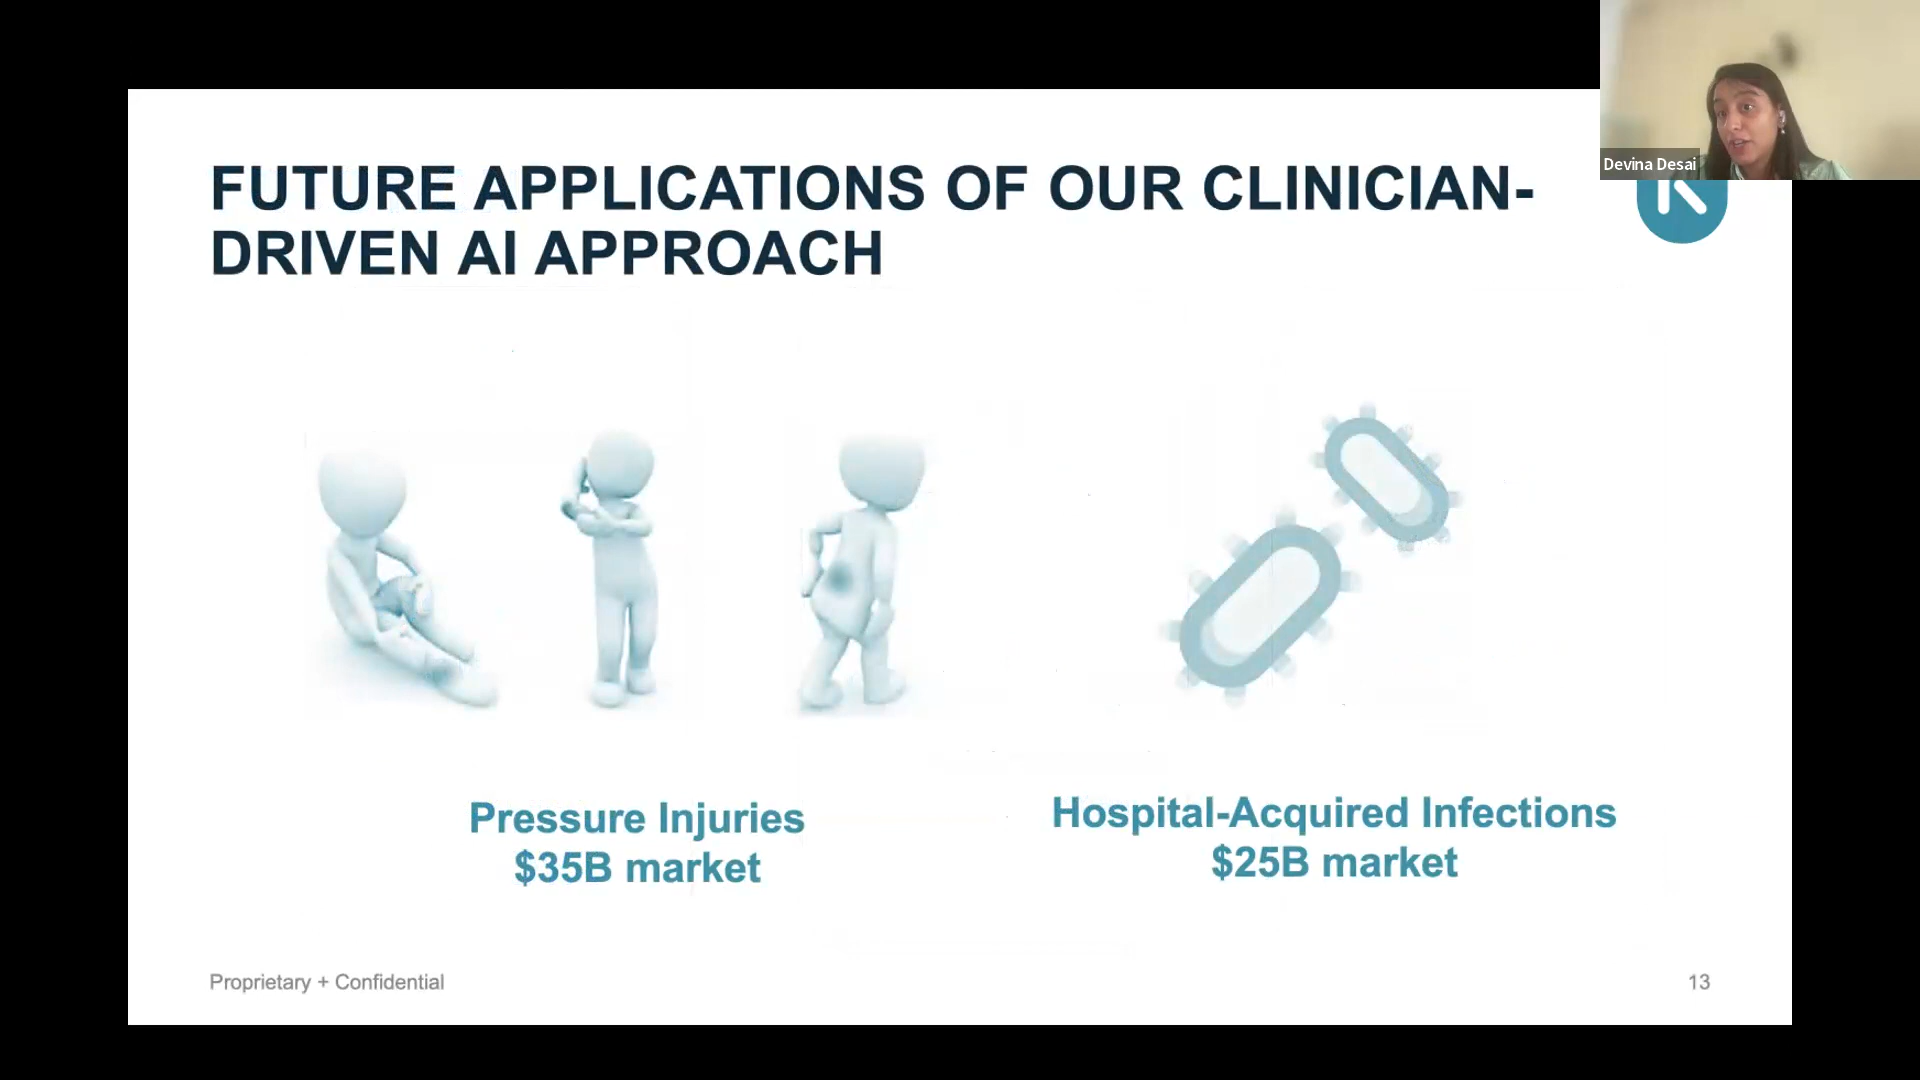 FUTURE APPLICATIONS OF OUR CLINICIAN-
DRIVEN AI APPROACH
Devina Desai
Pressure Injuries
$35B market
Hospital-Acquired Infections
$25B market
Proprietary + Confidential
13